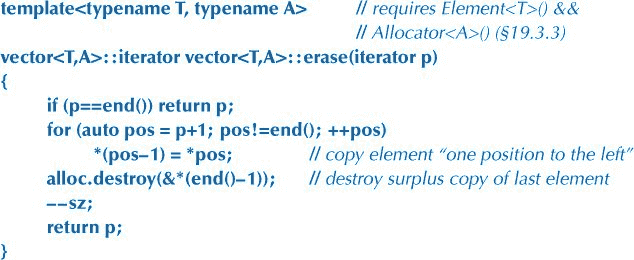 template<typename T, typename A> // requires Element<T>() &&
// Allocator<A>() (§19.3.3)
vector<T,A>::iterator vector<T,A>::erase(iterator p)
{
if (p==end()) return p;
for (auto pos = p+1; pos!=end(); ++pos)
*(pos–1) = *pos; // copy element “one position to the left”
alloc.destroy(&*(end()–1)); // destroy surplus copy of last element
––sz;
return p;
}